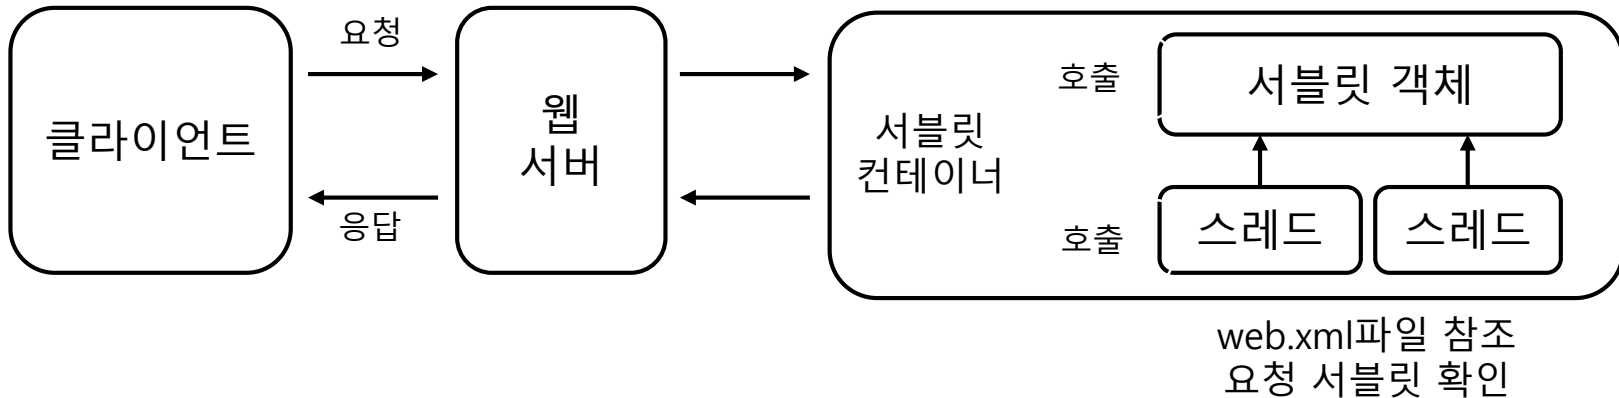 클라이언트
요청
응답
웹
서버
서블릿
컨테이너
호출
서블릿 객체
호출
스레드
스레드
web.xml파일 참조
요청 서블릿 확인